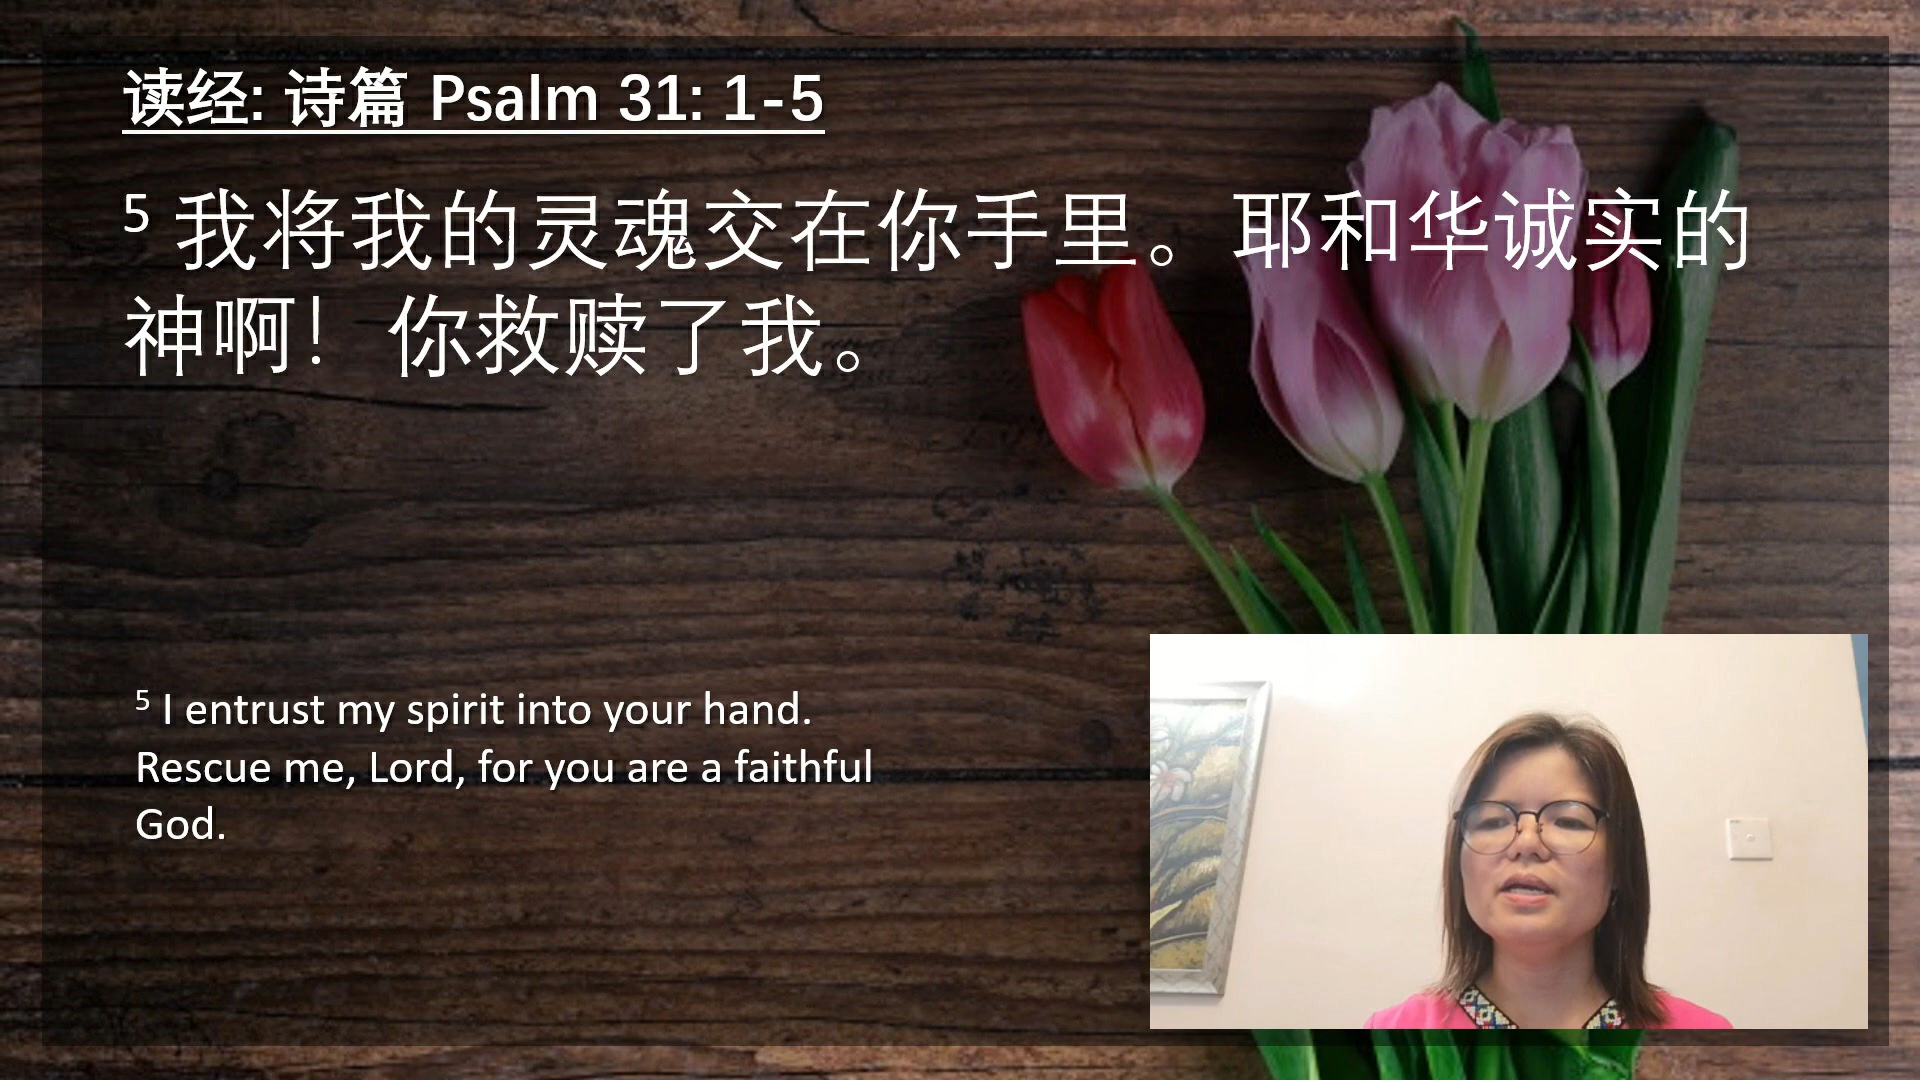 读经: 诗篇 Psalm 31: 1-5
5 我将我的灵魂交在你手里。耶和华诚实的
神啊！ 你救赎了我。
5 I entrust my spirit into your hand.
Rescue me, Lord, for you are a faithful
God.